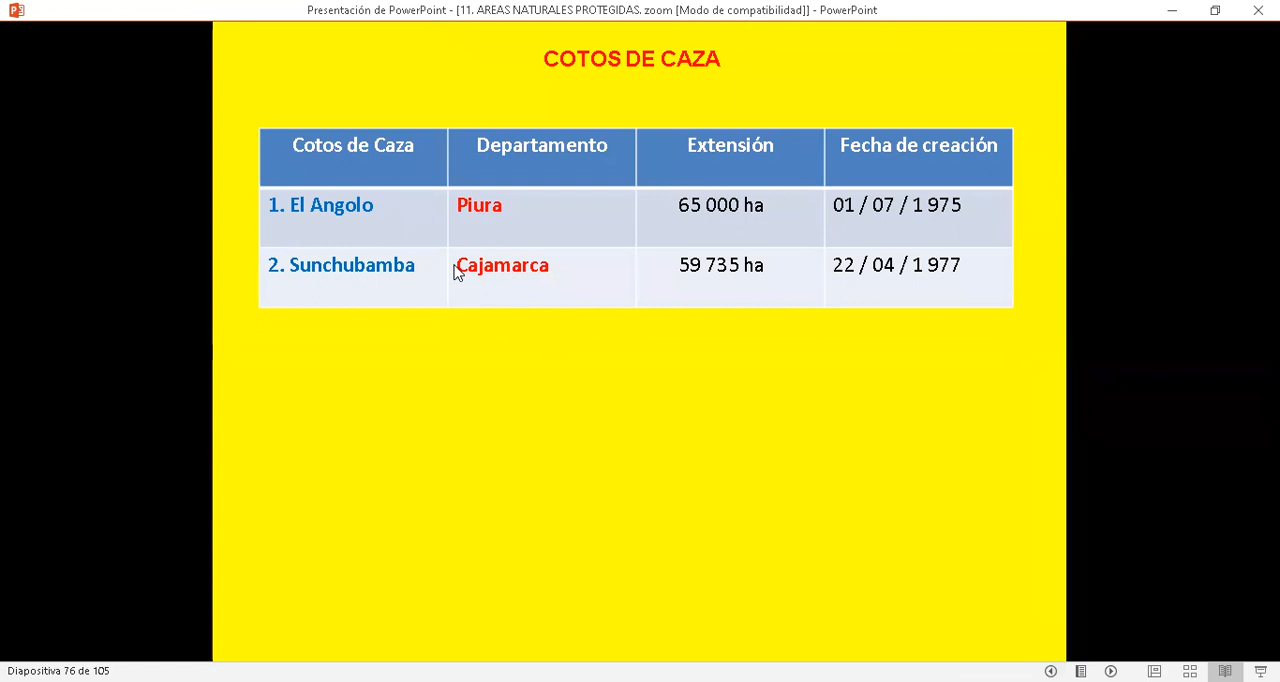 Presentación de PowerPoint - [11. AREAS NATURALES PROTEGIDAS. zoom [Modo de compatibilidad]] - PowerPoint
COTOS DE CAZA
Cotos de Caza Departamento Extensión Fecha de creación
1. El Angolo Piura 65 000 ha 01 / 07 / 1 975
2. Sunchubamba Cajamarca 59 735 ha 22 / 04 / 1 977
Diapositiva 76 de 105